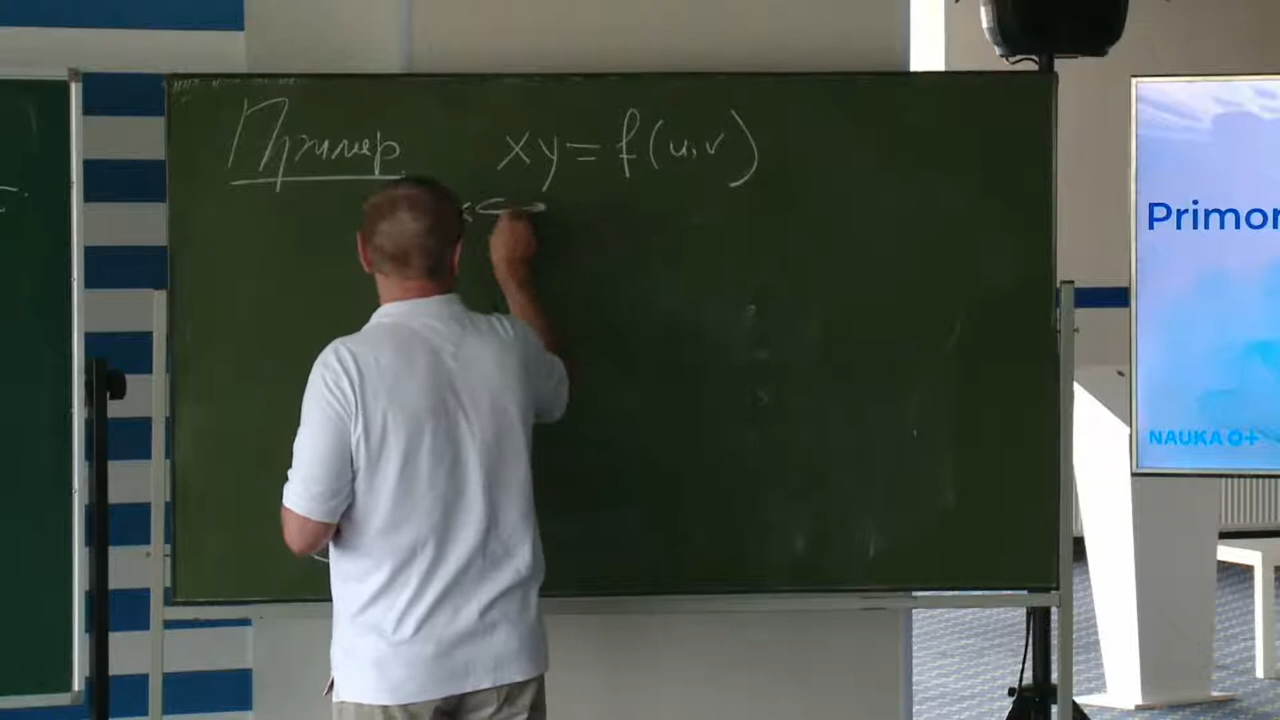 Пример xy = f(u,v)
Primor
NAUKA 0+